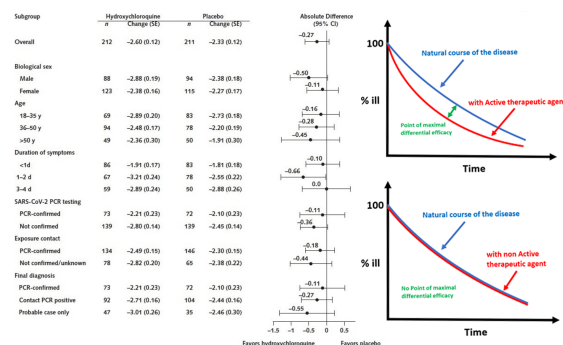 Subgroup Hydroxychloroquine Placebo Absolute Difference
n Change (SE) n Change (SE) (95% CI)
Overall 212 −2.60 (0.12) 211 −2.33 (0.12) −0.27
Biological sex
Male 88 −2.88 (0.19) 94 −2.38 (0.18) −0.50
Female 123 −2.38 (0.16) 115 −2.27 (0.17) −0.11
Age
18–35 y 69 −2.89 (0.20) 83 −2.73 (0.18) −0.16
36–50 y 94 −2.48 (0.17) 78 −2.20 (0.19) −0.28
>50 y 49 −2.36 (0.30) 50 −1.91 (0.30) −0.45
Duration of symptoms
<1d 86 −1.91 (0.17) 83 −1.81 (0.18) −0.10
1–2 d 67 −3.21 (0.24) 78 −2.55 (0.22) −0.66
3–4 d 59 −2.89 (0.24) 50 −2.88 (0.26) 0.0
SARS-CoV-2 PCR testing
PCR-confirmed 73 −2.21 (0.23) 72 −2.10 (0.23) −0.11
Not confirmed 139 −2.80 (0.14) 139 −2.45 (0.14) −0.36
Exposure contact
PCR-confirmed 134 −2.49 (0.15) 146 −2.30 (0.15) −0.18
Not confirmed/unknown 78 −2.82 (0.20) 65 −2.38 (0.22) −0.44
Final diagnosis
PCR-confirmed 73 −2.21 (0.23) 72 −2.10 (0.23) −0.11
Contact PCR positive 92 −2.71 (0.16) 104 −2.44 (0.16) −0.27
Probable case only 47 −3.01 (0.26) 35 −2.46 (0.30) −0.55
−1.5 −1 −0.5 0 0.5
Favors hydroxychloroquine Favors placebo
100
Natural course of the disease
with Active therapeutic agen
% ill
Point of maximal
differential efficacy
Time
100
Natural course of the disease
with non Active
therapeutic agent
% ill
No Point of maximal
differential efficacy
Time